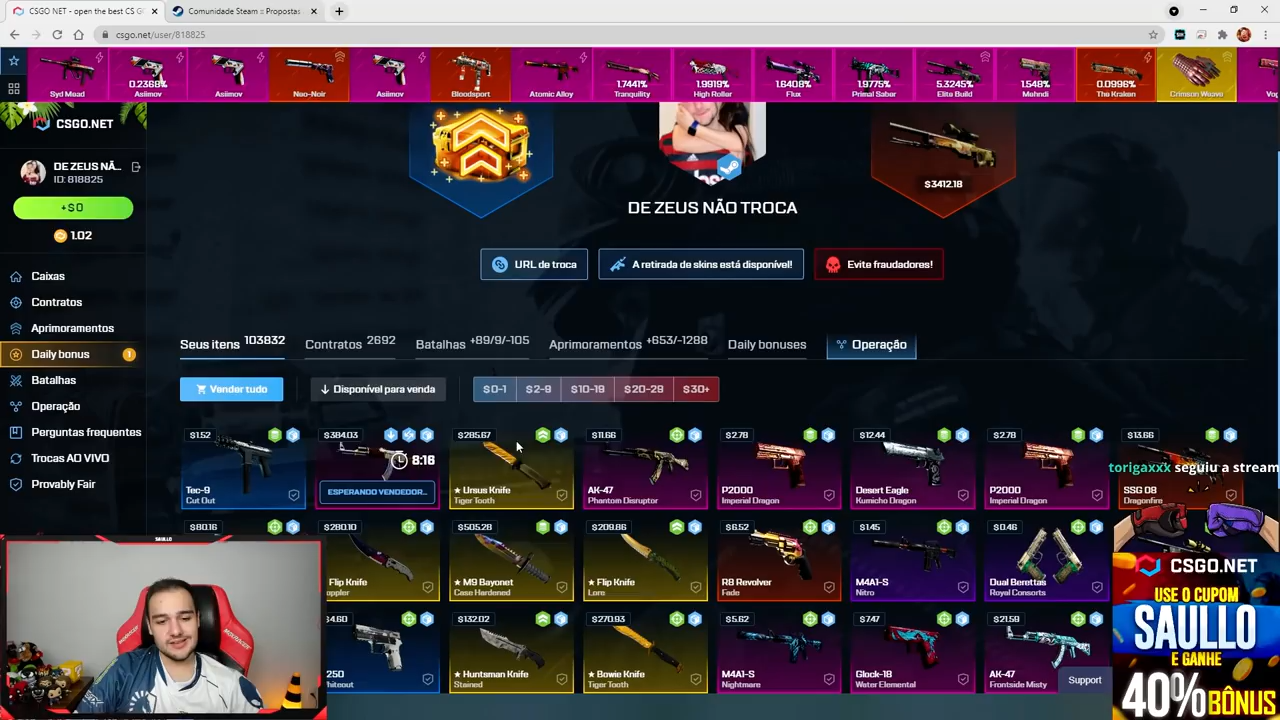 CSGO NET - open the best CS G
Comunidade Steam :: Propostas
csgo.net/user/818825
Syd Mead
0.2368%
Asiimov
Asiimov
Neo-Noir
Asiimov
Bloodsport
Atomic Alloy
1.7441%
Tranquility
1.9919%
High Roller
1.6408%
Flux
1.9775%
Primal Saber
5.3245%
Elite Build
1.548%
Mehndi
0.0996%
The Kraken
Crimson Weave
CSGO.NET
DE ZEUS NÃ...
ID: 818825
+$0
1.02
Caixas
Contratos
Aprimoramentos
Daily bonus
1
Batalhas
Operação
Perguntas frequentes
Trocas AO VIVO
Provably Fair
$3412.18
DE ZEUS NÃO TROCA
URL de troca
A retirada de skins está disponível!
Evite fraudadores!
Seus itens 103832
Contratos 2692
Batalhas +89/9/-105
Aprimoramentos +653/-1288
Daily bonuses
Operação
Vender tudo
Disponível para venda
$0-1
$2-9
$10-19
$20-29
$30+
$1.52
Tec-9
Cut Out
$384.03
8:18
ESPERANDO VENDEDOR...
$285.67
★ Ursus Knife
Tiger Tooth
$11.66
AK-47
Phantom Disruptor
$2.78
P2000
Imperial Dragon
$12.44
Desert Eagle
Kumicho Dragon
$2.78
P2000
Imperial Dragon
$13.66
SSG 08
Dragonfire
torigaxxx seguiu a stream
$80.16
$280.10
Flip Knife
oppler
$505.28
★ M9 Bayonet
Case Hardened
$209.86
★ Flip Knife
Lore
$6.52
R8 Revolver
Fade
$1.45
M4A1-S
Nitro
$0.46
Dual Berettas
Royal Consorts
$4.60
250
hiteout
$132.02
★ Huntsman Knife
Stained
$270.93
★ Bowie Knife
Tiger Tooth
$5.62
M4A1-S
Nightmare
$7.47
Glock-18
Water Elemental
$21.59
AK-47
Frontside Misty
Support
SAULLO
CSGO.NET
USE O CUPOM
SAULLO
E GANHE
40% BÔNUS